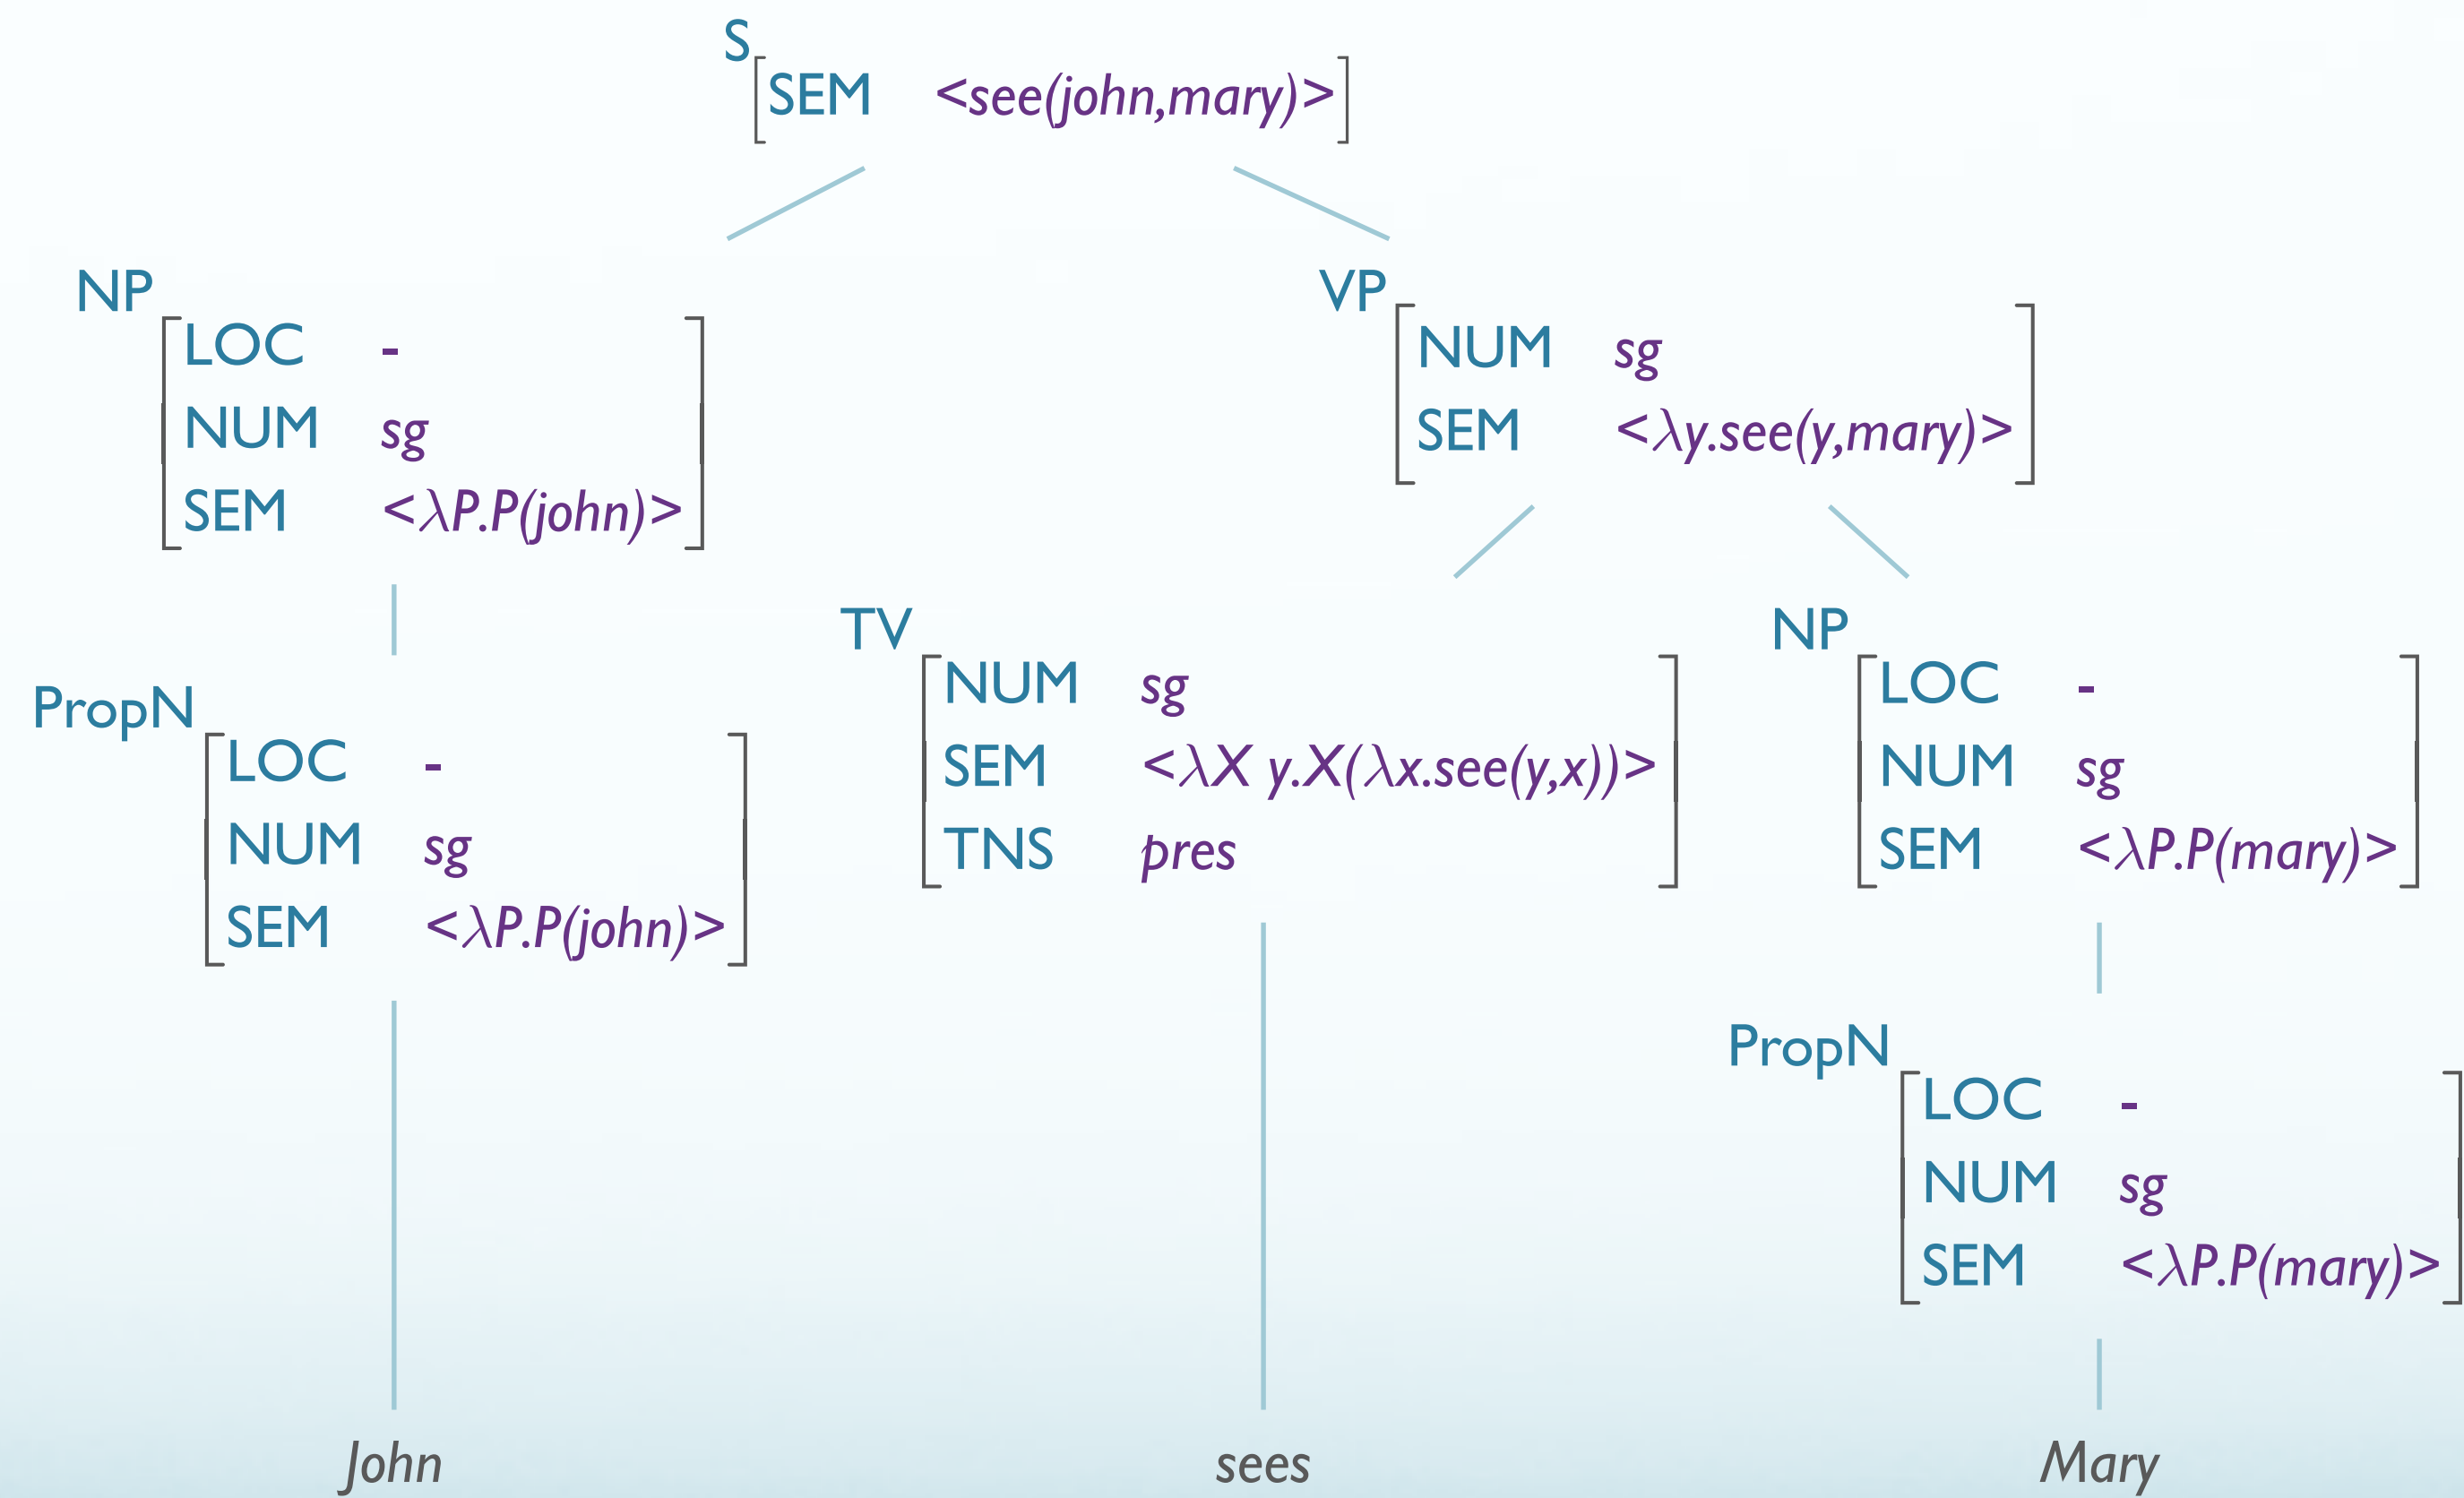 S
SEM <see(john,mary)>
NP
LOC -
NUM sg
SEM <λP.P(john)>
VP
NUM sg
SEM <λy.see(y,mary)>
PropN
LOC -
NUM sg
SEM <λP.P(john)>
TV
NUM sg
SEM <λX y.X(λx.see(y,x))>
TNS pres
NP
LOC -
NUM sg
SEM <λP.P(mary)>
PropN
LOC -
NUM sg
SEM <λP.P(mary)>
John sees Mary